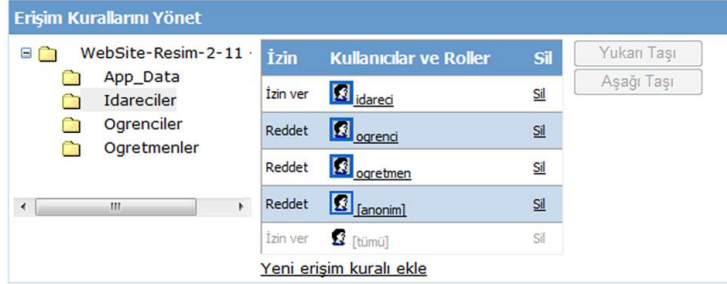 Erişim Kurallarını Yönet
WebSite-Resim-2-11
App_Data
Idareciler
Ogrenciler
Ogretmenler
İzin Kullanıcılar ve Roller Sil
İzin ver idareci Sil
Reddet ogrenci Sil
Reddet ogretmen Sil
Reddet [anonim] Sil
İzin ver [tümü] Sil
Yeni erişim kuralı ekle
Yukarı Taşı
Aşağı Taşı